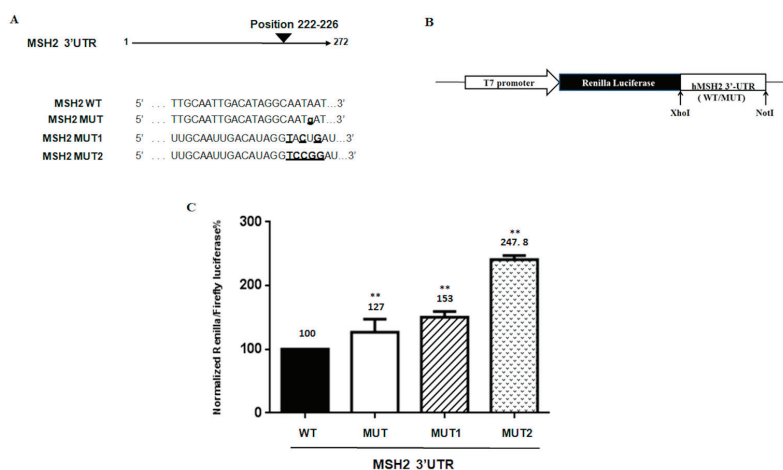 A
Position 222-226
MSH2 3'UTR 1 272
MSH2 WT 5' ... TTGCAATTGACATAGGCAATAAT...3'
MSH2 MUT 5' ... TTGCAATTGACATAGGCAATgAT...3'
MSH2 MUT1 5' ... UUGCAAUUGACAUAGGTACUGAU...3'
MSH2 MUT2 5' ... UUGCAAUUGACAUAGGTCCGGAU...3'
B
T7 promoter Renilla Luciferase hMSH2 3'-UTR
( WT/MUT)
XhoI NotI
C
Normalized Renilla/Firefly luciferase%
300
200
100
0
100
**
127
**
153
**
247. 8
WT MUT MUT1 MUT2
MSH2 3'UTR